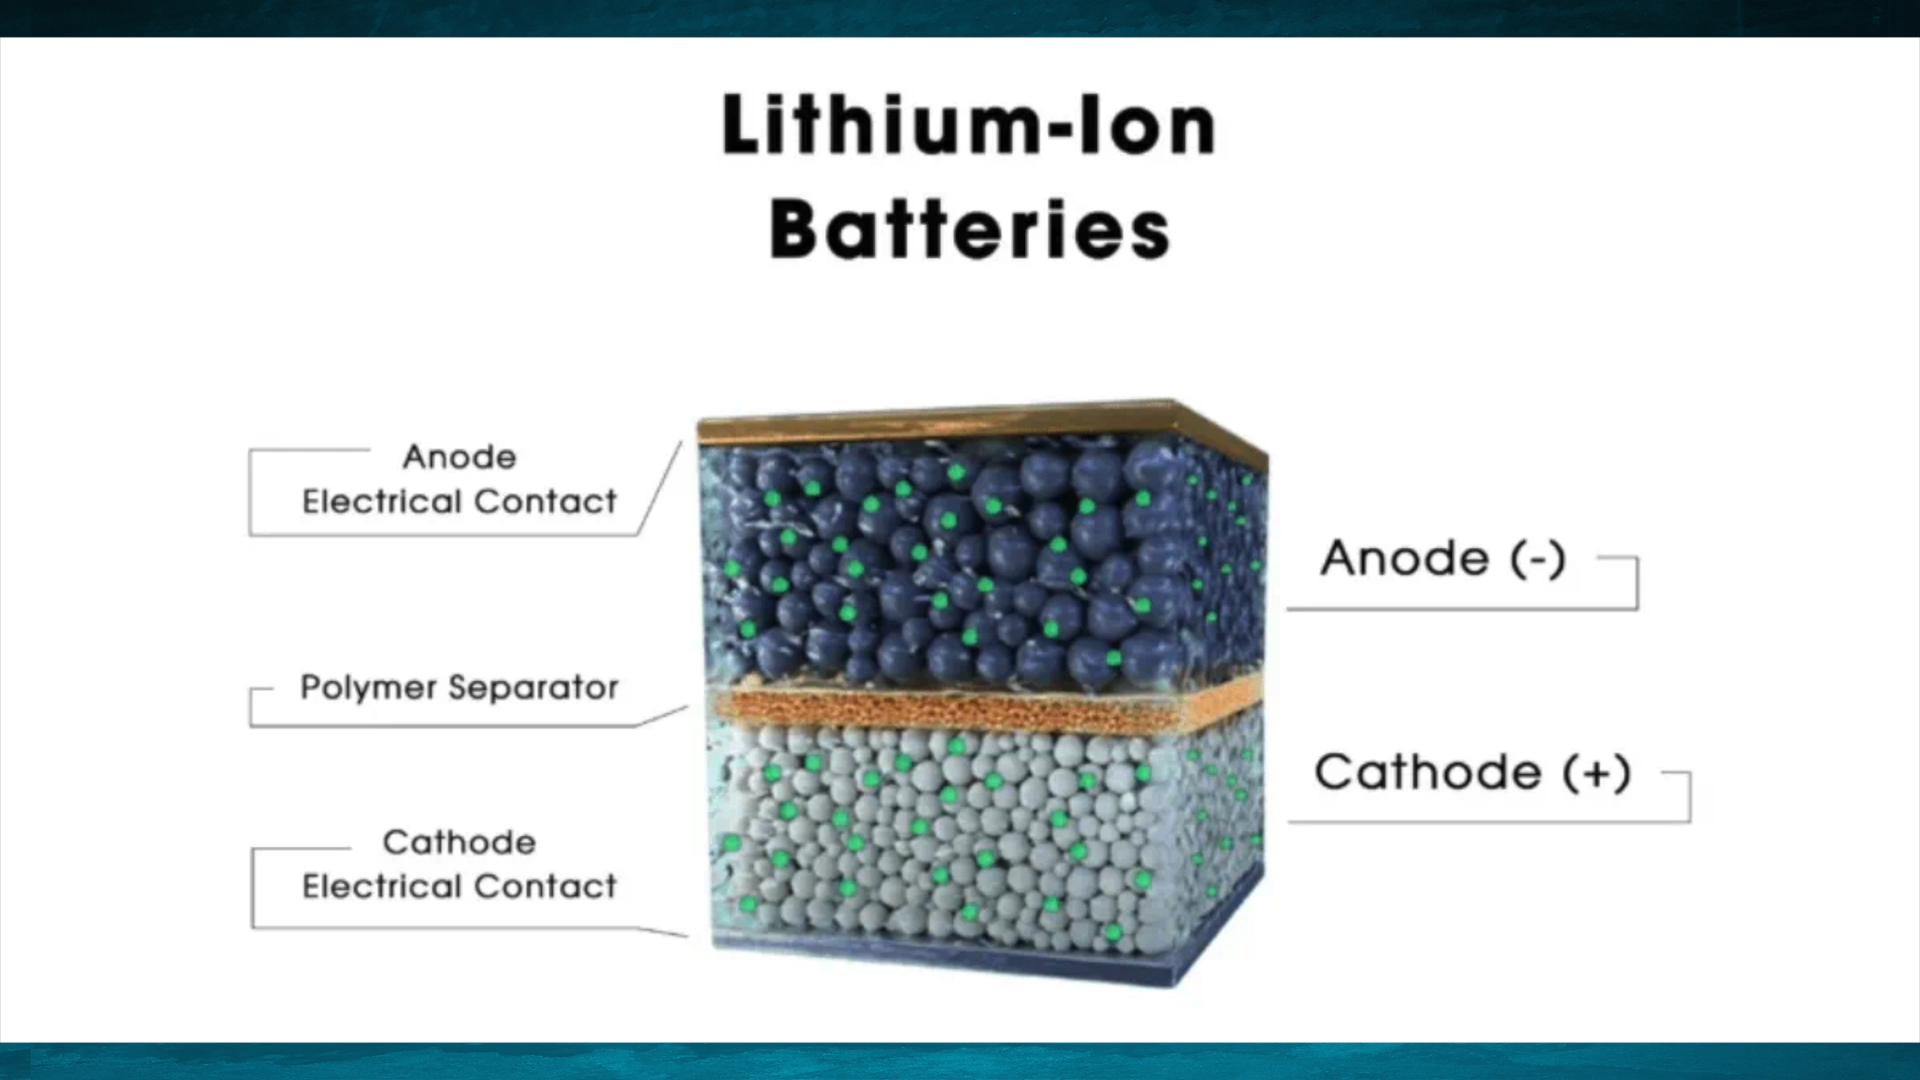 Lithium-Ion
Batteries
Anode
Electrical Contact
Polymer Separator
Cathode
Electrical Contact
Anode (-)
Cathode (+)